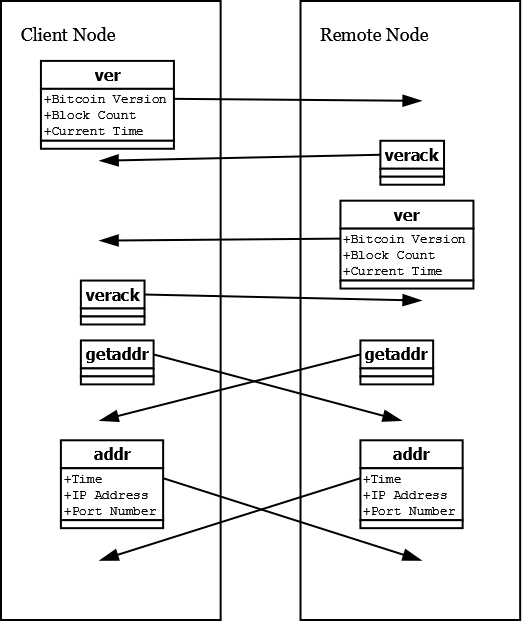 Client Node
Remote Node
ver
+Bitcoin Version
+Block Count
+Current Time
verack
ver
+Bitcoin Version
+Block Count
+Current Time
verack
getaddr
getaddr
addr
+Time
+IP Address
+Port Number
addr
+Time
+IP Address
+Port Number